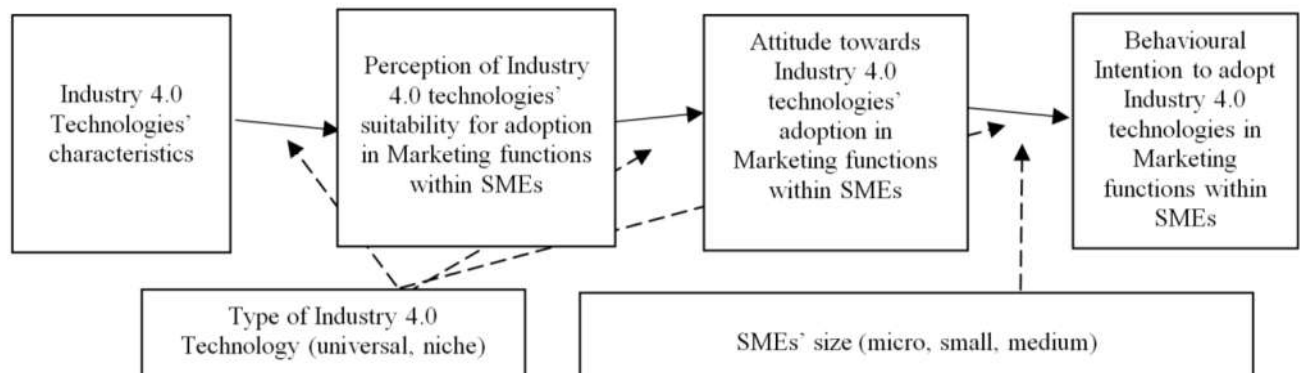 Industry 4.0
Technologies’
characteristics
Perception of Industry
4.0 technologies’
suitability for adoption
in Marketing functions
within SMEs
Attitude towards
Industry 4.0
technologies’
adoption in
Marketing functions
within SMEs
Behavioural
Intention to adopt
Industry 4.0
technologies in
Marketing
functions within
SMEs
Type of Industry 4.0
Technology (universal, niche)
SMEs’ size (micro, small, medium)